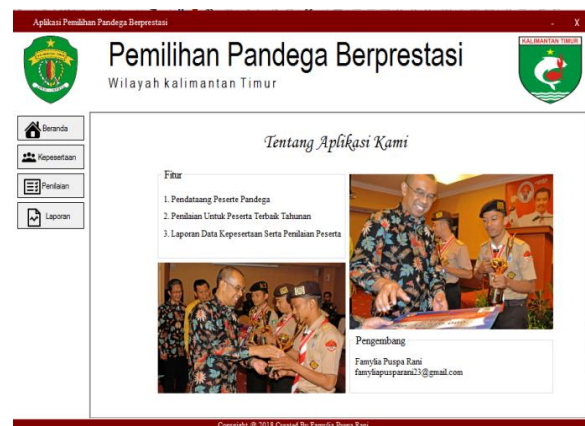 Aplikasi Pemilihan Pandega Berprestasi
- X
Pemilihan Pandega Berprestasi
Wilayah kalimantan Timur
KALIMANTAN TIMUR
Beranda
Kepesertaan
Penilaian
Laporan
Tentang Aplikasi Kami
Fitur
1. Pendataang Peserte Pandega
2. Penilaian Untuk Peserta Terbaik Tahunan
3. Laporan Data Kepesertaan Serta Penilaian Peserta
Pengembang
Famylia Puspa Rani
famyliapusparani23@gmail.com
Copyright @ 2018 Created By Famylia Puspa Rani